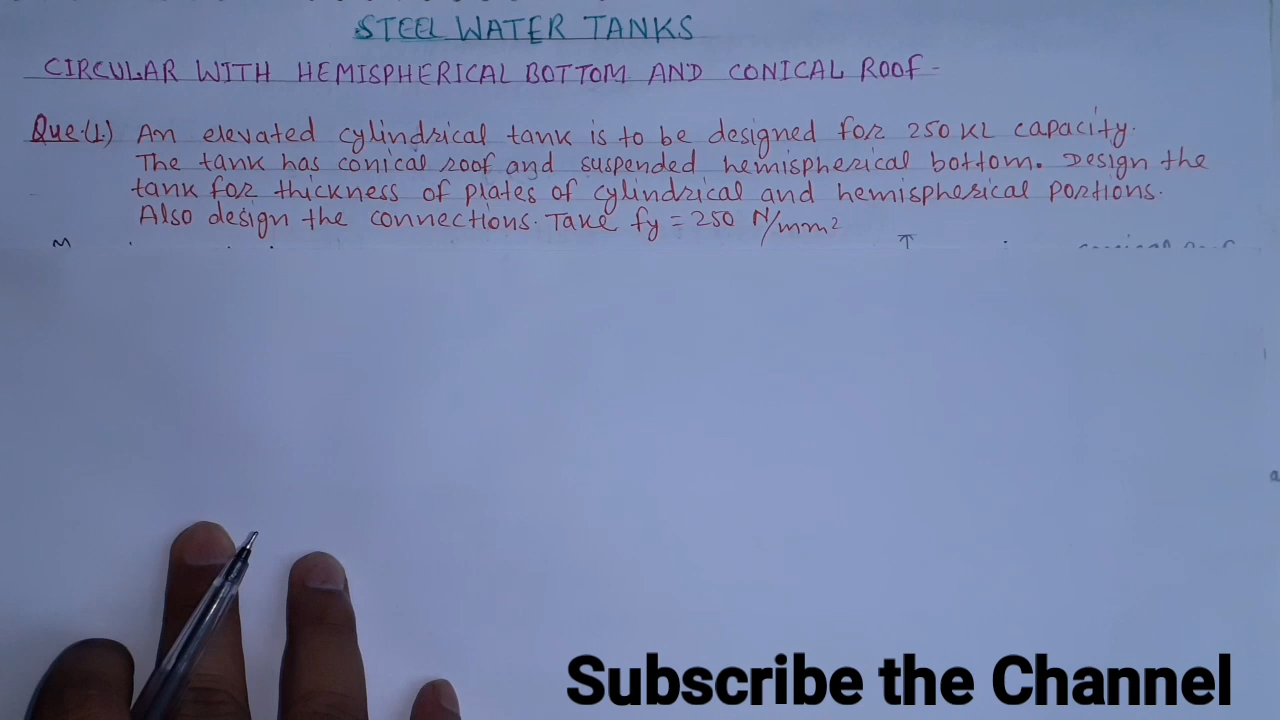 STEEL WATER TANKS
CIRCULAR WITH HEMISPHERICAL BOTTOM AND CONICAL ROOF-
Que.(1.) An elevated cylindrical tank is to be designed for 250 KL capacity.
The tank has conical roof and suspended hemispherical bottom. Design the
tank for thickness of plates of cylindrical and hemispherical portions.
Also design the connections. Take fy = 250 N/mm2
Subscribe the Channel